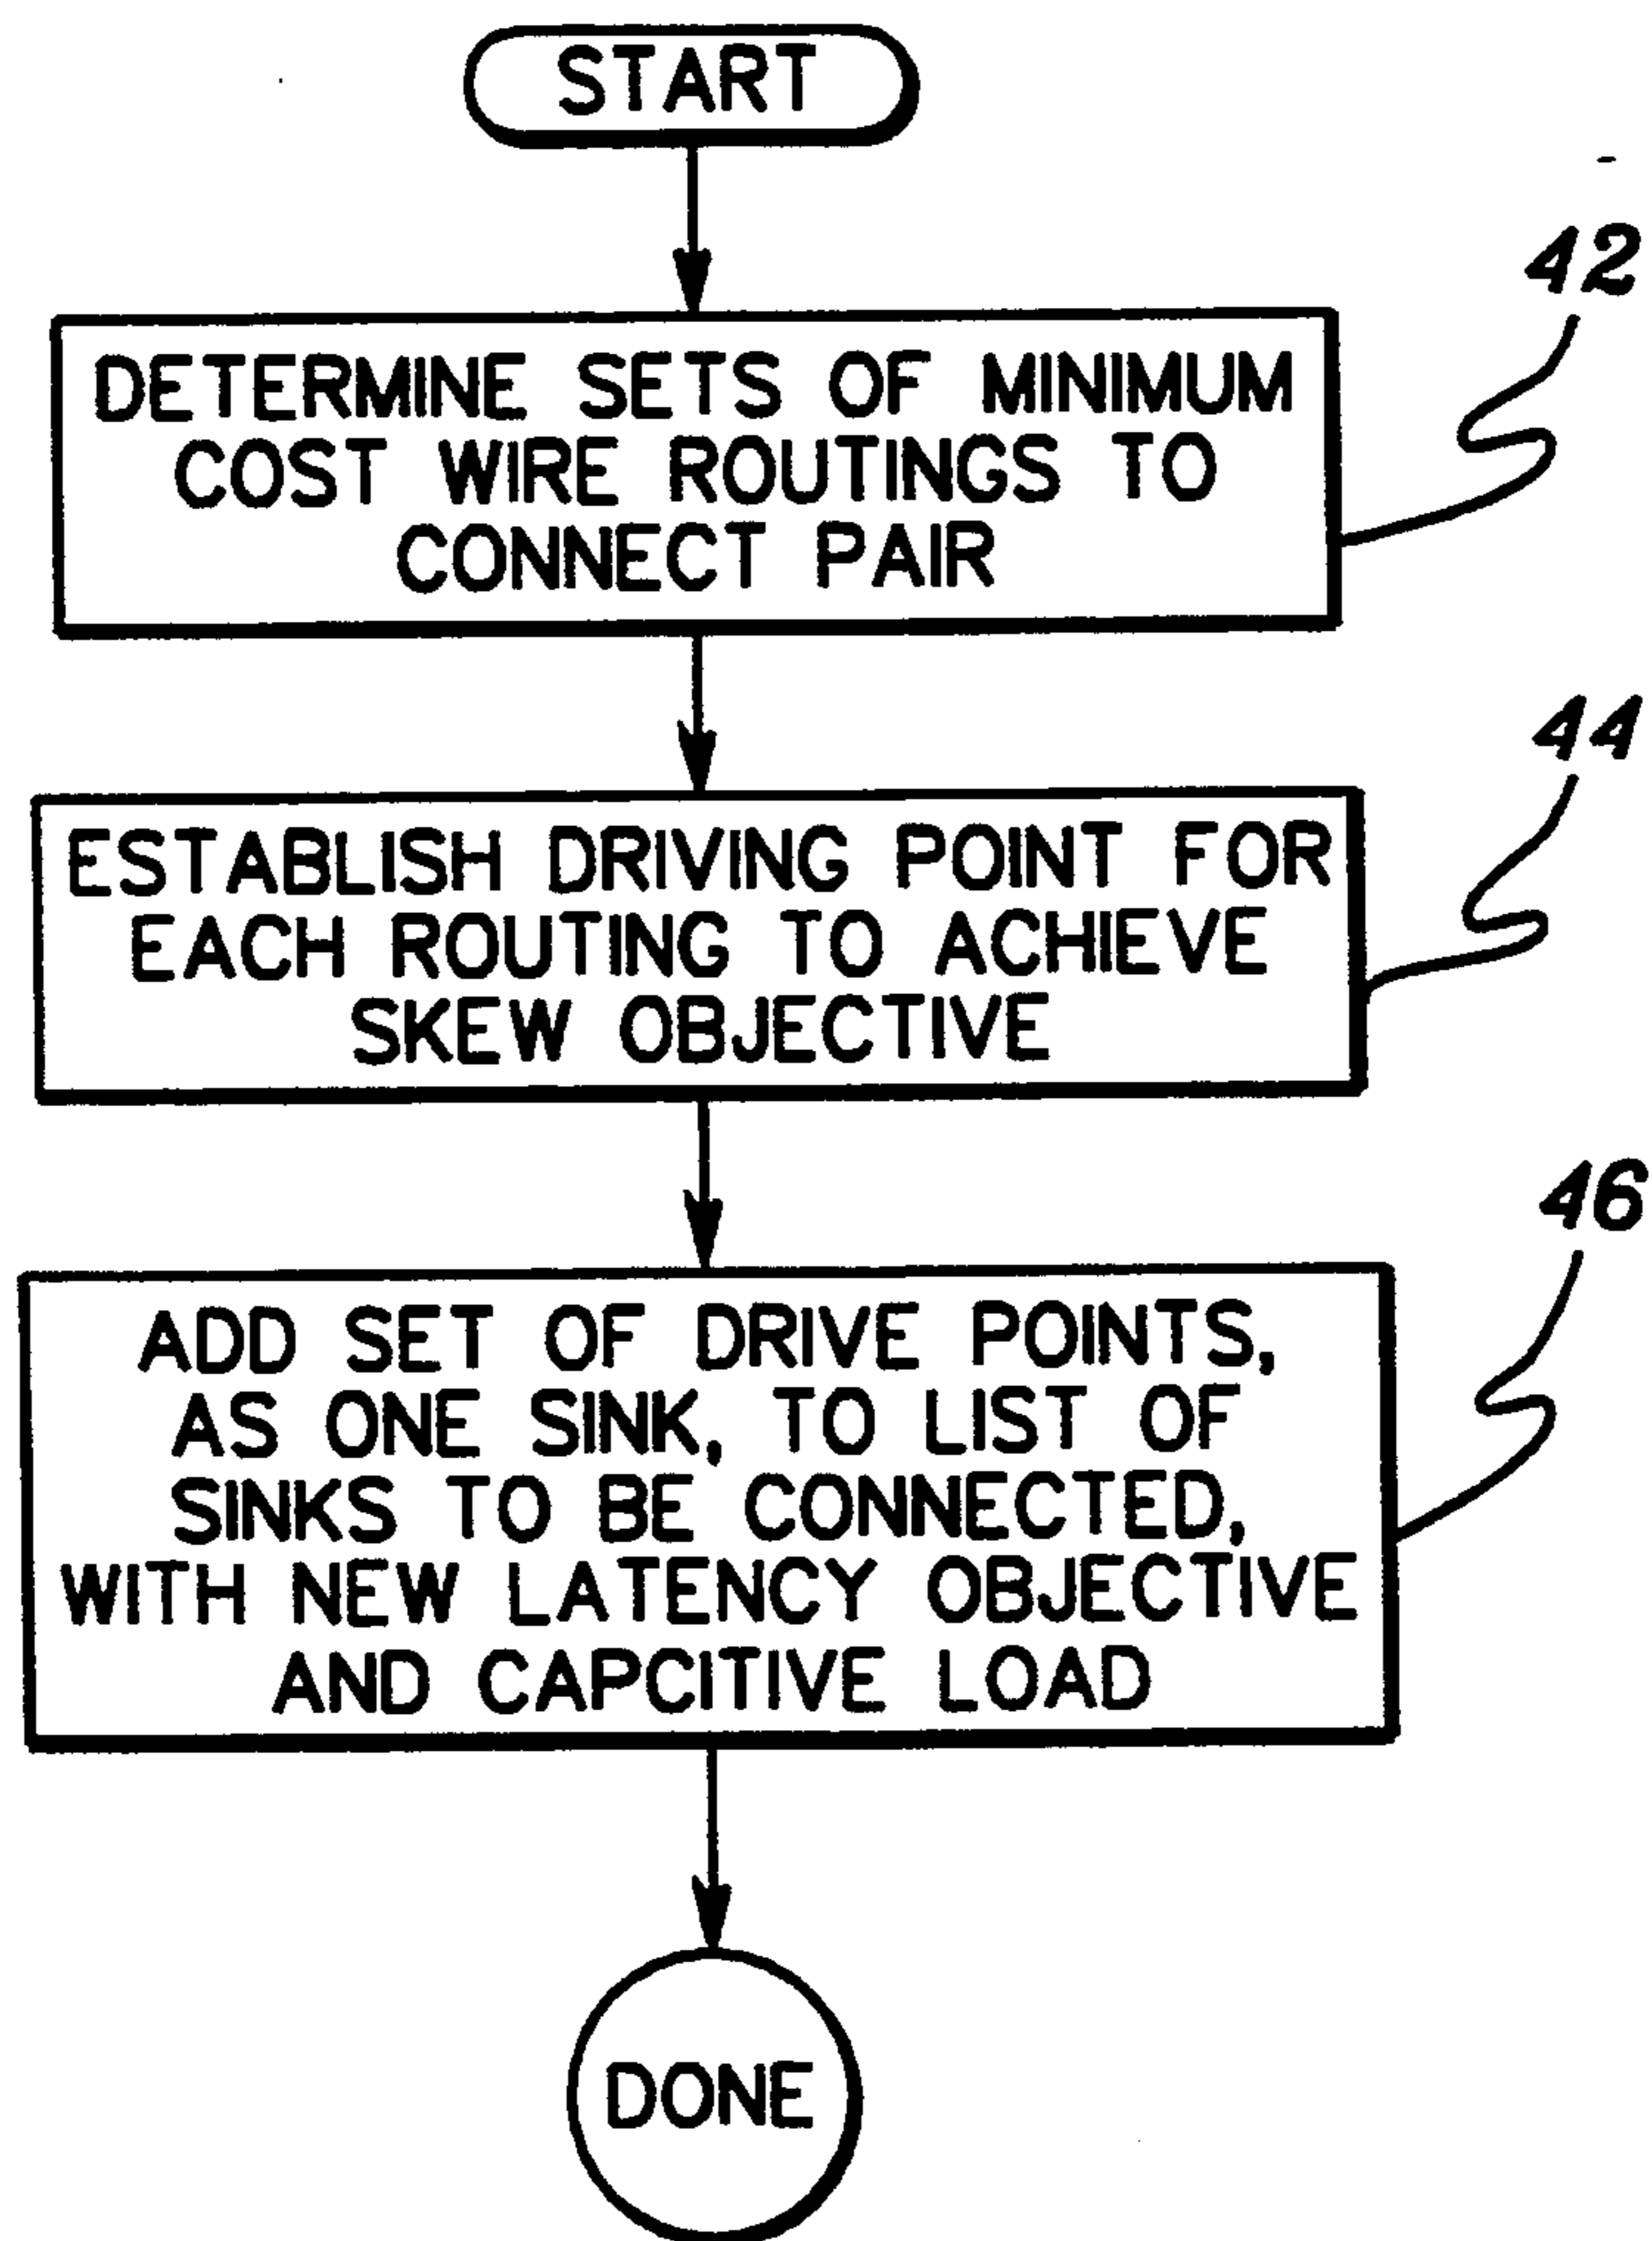 START
42
DETERMINE SETS OF MINIMUM
COST WIRE ROUTINGS TO
CONNECT PAIR
44
ESTABLISH DRIVING POINT FOR
EACH ROUTING TO ACHIEVE
SKEW OBJECTIVE
46
ADD SET OF DRIVE POINTS,
AS ONE SINK, TO LIST OF
SINKS TO BE CONNECTED,
WITH NEW LATENCY OBJECTIVE
AND CAPCITIVE LOAD
DONE